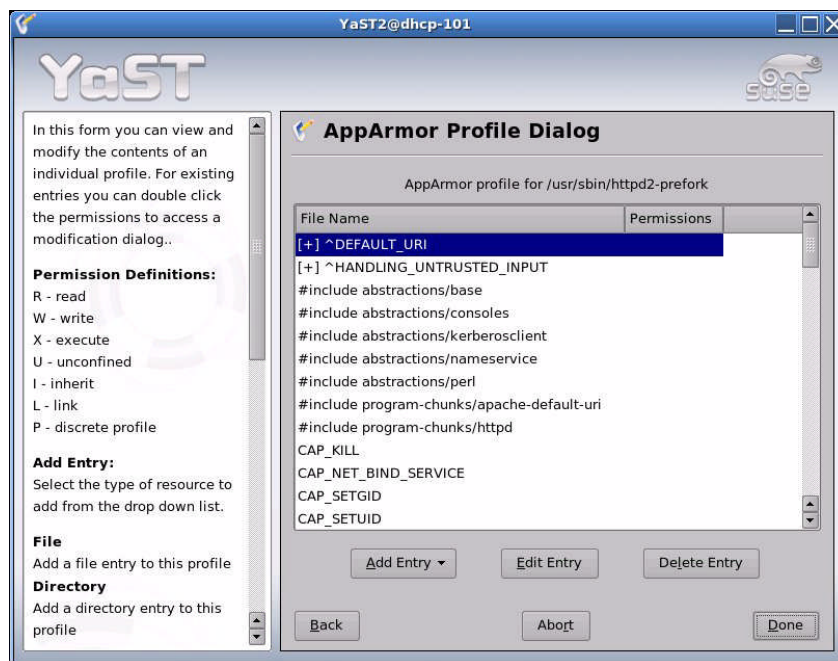 YaST2@dhcp-101
YaST
suse
In this form you can view and
modify the contents of an
individual profile. For existing
entries you can double click
the permissions to access a
modification dialog..
Permission Definitions:
R - read
W - write
X - execute
U - unconfined
I - inherit
L - link
P - discrete profile
Add Entry:
Select the type of resource to
add from the drop down list.
File
Add a file entry to this profile
Directory
Add a directory entry to this
profile
AppArmor Profile Dialog
AppArmor profile for /usr/sbin/httpd2-prefork
File Name Permissions
[+] ^DEFAULT_URI
[+] ^HANDLING_UNTRUSTED_INPUT
#include abstractions/base
#include abstractions/consoles
#include abstractions/kerberosclient
#include abstractions/nameservice
#include abstractions/perl
#include program-chunks/apache-default-uri
#include program-chunks/httpd
CAP_KILL
CAP_NET_BIND_SERVICE
CAP_SETGID
CAP_SETUID
Add Entry Edit Entry Delete Entry
Back Abort Done